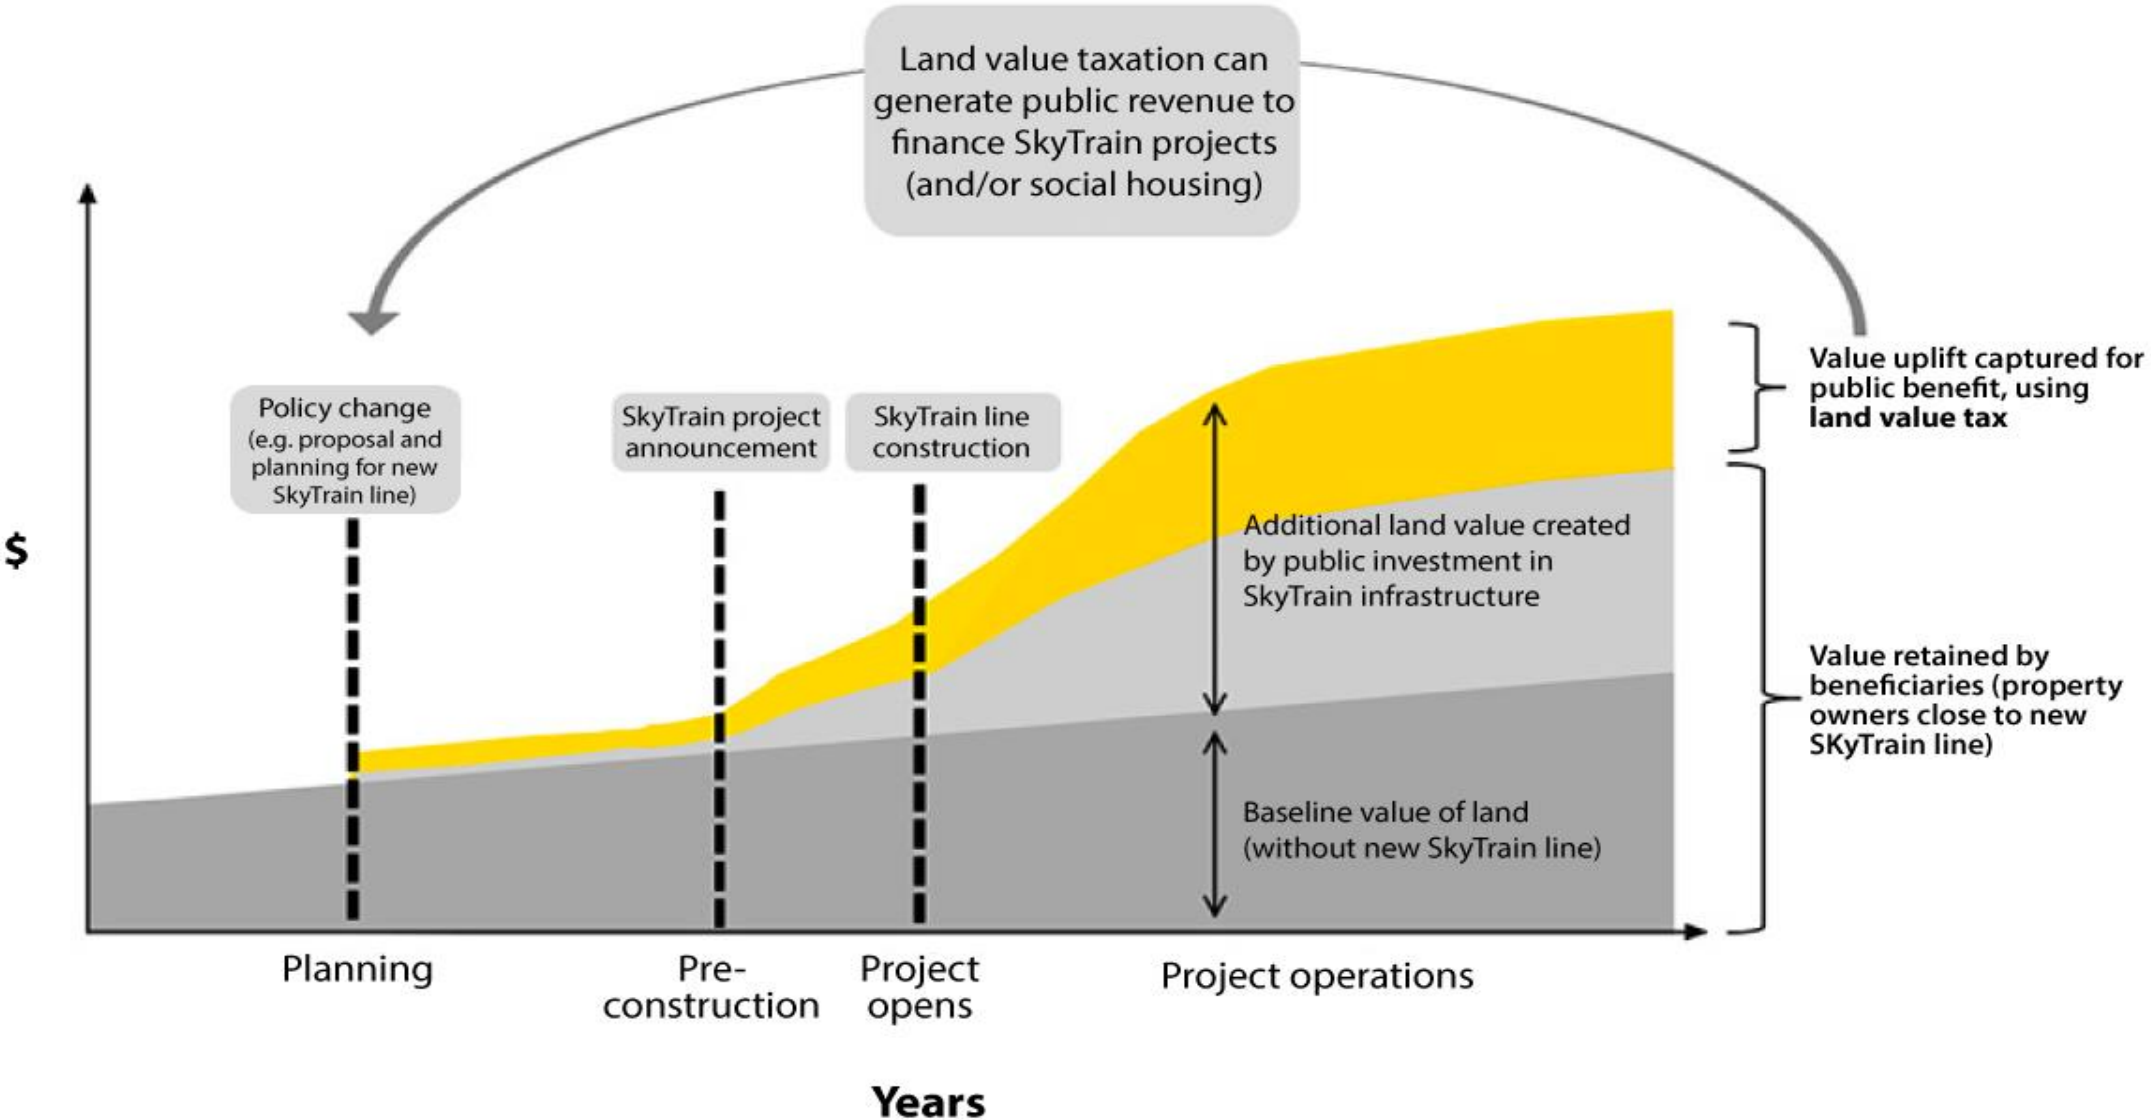 Land value taxation can
generate public revenue to
finance SkyTrain projects
(and/or social housing)
Policy change
(e.g. proposal and
planning for new
SkyTrain line)
SkyTrain project
announcement
SkyTrain line
construction
Value uplift captured for
public benefit, using
land value tax
$
Additional land value created
by public investment in
SkyTrain infrastructure
Value retained by
beneficiaries (property
owners close to new
SKyTrain line)
Baseline value of land
(without new SkyTrain line)
Planning
Pre-
construction
Project
opens
Project operations
Years